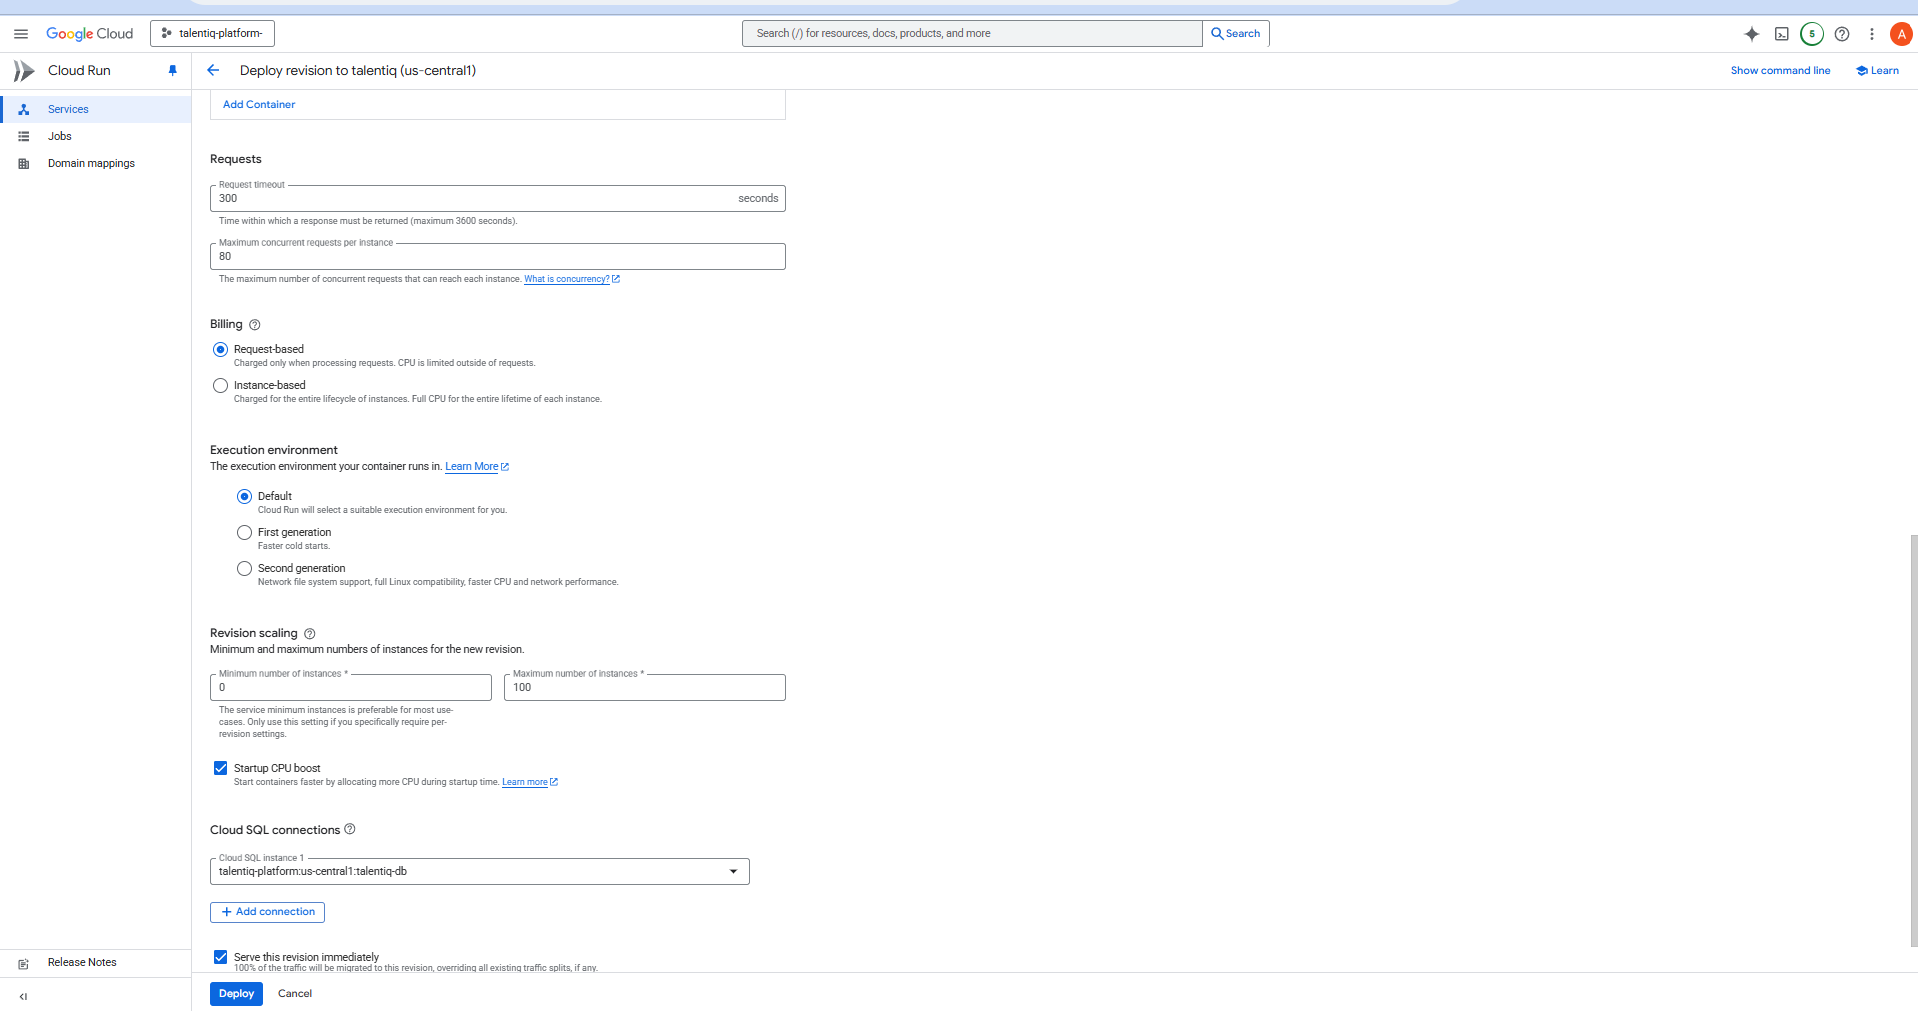 Google Cloud
talentiq-platform-
Search (/) for resources, docs, products, and more
Search
5
A
Cloud Run
Deploy revision to talentiq (us-central1)
Show command line
Learn
Services
Jobs
Domain mappings
Add Container
Requests
Request timeout
300
seconds
Time within which a response must be returned (maximum 3600 seconds).
Maximum concurrent requests per instance
80
The maximum number of concurrent requests that can reach each instance. What is concurrency?
Billing
Request-based
Charged only when processing requests. CPU is limited outside of requests.
Instance-based
Charged for the entire lifecycle of instances. Full CPU for the entire lifetime of each instance.
Execution environment
The execution environment your container runs in. Learn More
Default
Cloud Run will select a suitable execution environment for you.
First generation
Faster cold starts.
Second generation
Network file system support, full Linux compatibility, faster CPU and network performance.
Revision scaling
Minimum and maximum numbers of instances for the new revision.
Minimum number of instances *
0
Maximum number of instances *
100
The service minimum instances is preferable for most use-
cases. Only use this setting if you specifically require per-
revision settings.
Startup CPU boost
Start containers faster by allocating more CPU during startup time. Learn more
Cloud SQL connections
Cloud SQL instance 1
talentiq-platform:us-central1:talentiq-db
Add connection
Serve this revision immediately
100% of the traffic will be migrated to this revision, overriding all existing traffic splits, if any.
Release Notes
Deploy
Cancel